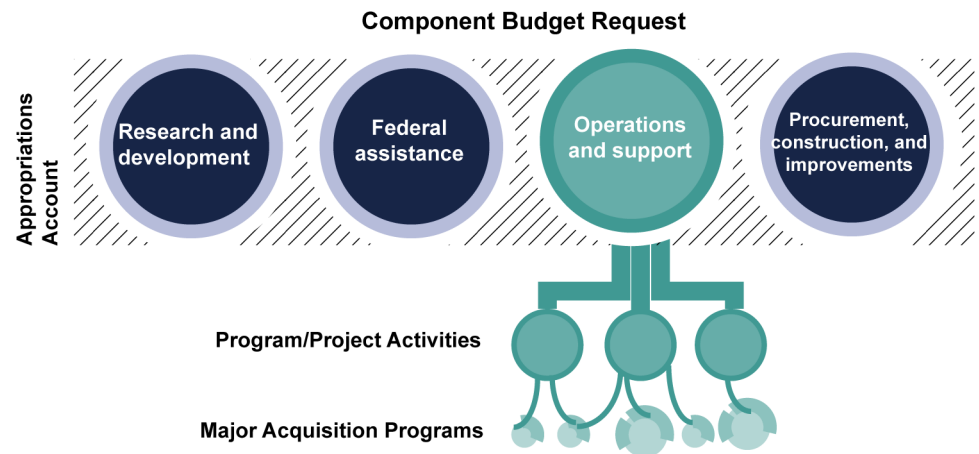 Component Budget Request
Appropriations
Account
Research and
development
Federal
assistance
Operations
and support
Procurement,
construction, and
improvements
Program/Project Activities
Major Acquisition Programs